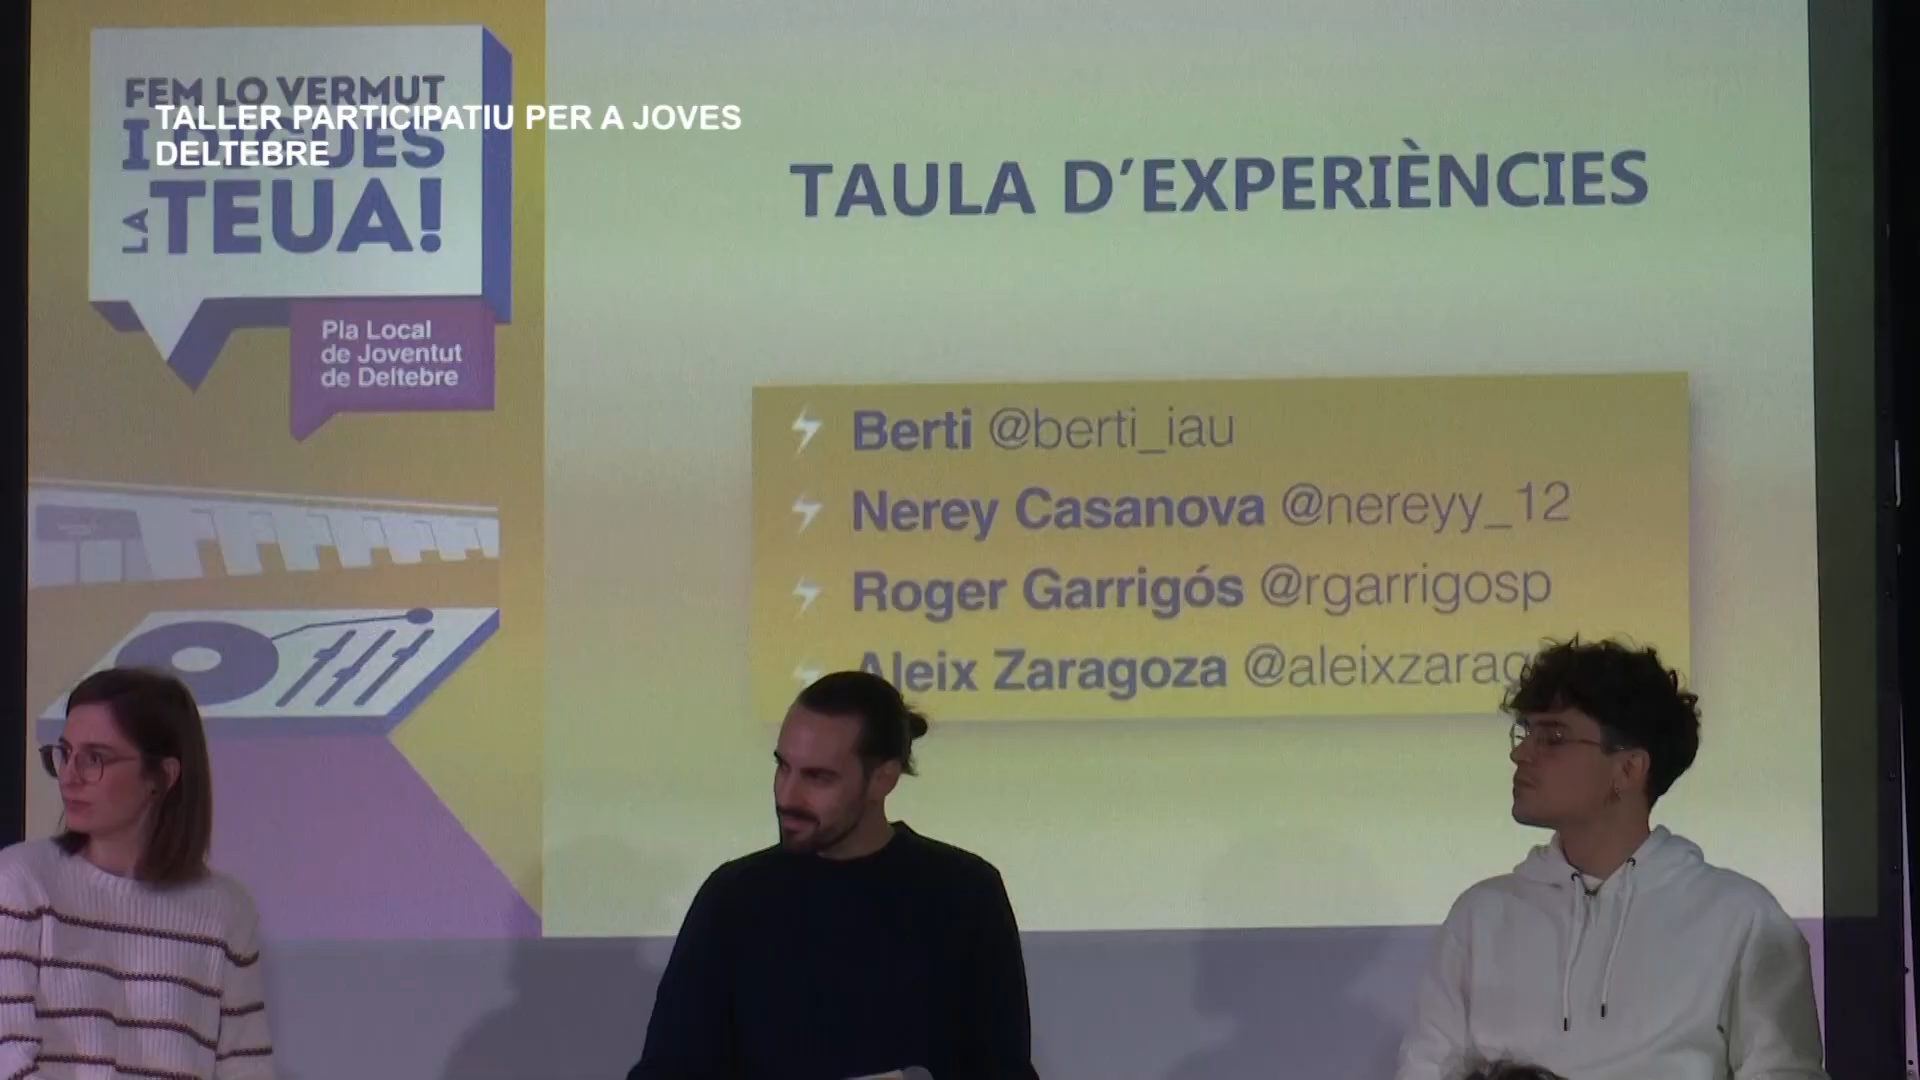 FEM LO VERMUT
I DIGUES
LA TEUA!
TALLER PARTICIPATIU PER A JOVES
DELTEBRE
Pla Local
de Joventut
de Deltebre
TAULA D'EXPERIÈNCIES
Berti @berti_iau
Nerey Casanova @nereyy_12
Roger Garrigós @rgarrigosp
Aleix Zaragoza